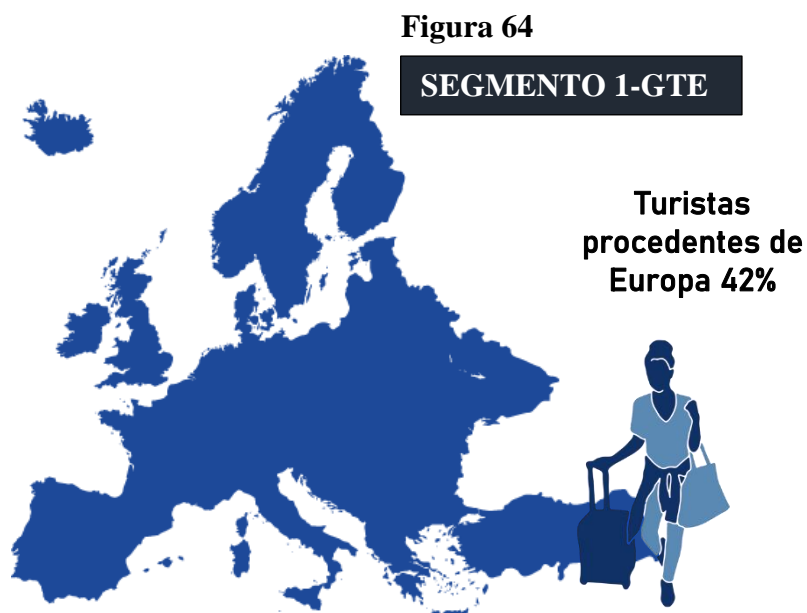 Figura 64
SEGMENTO 1-GTE
Turistas
procedentes de
Europa 42%